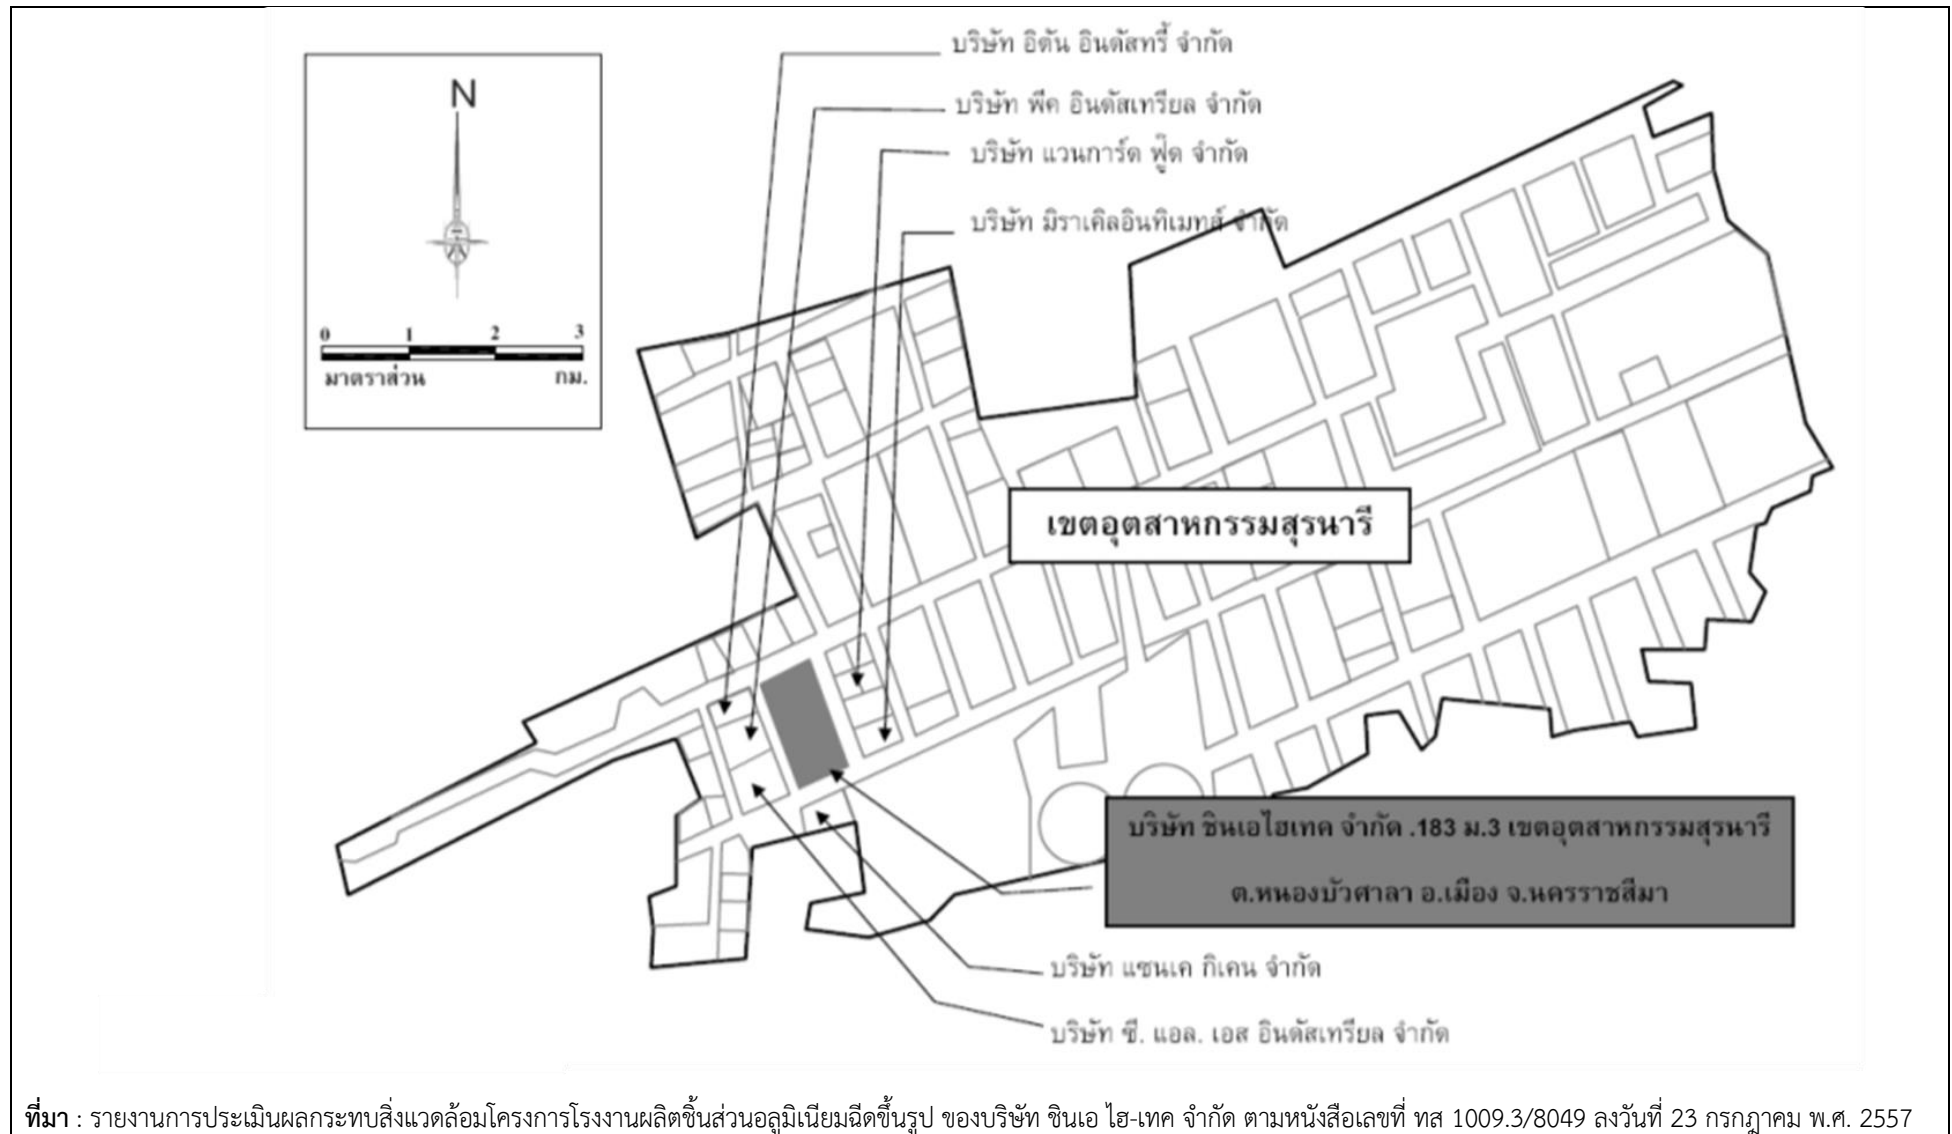 บริษัท อิตัน อินดัสทรี้ จำกัด
N
บริษัท พีค อินดัสเทรียล จำกัด
บริษัท แวนการ์ด ฟู๊ด จำกัด
บริษัท มิราเคิลอินทิเมทส์ จำกัด
0 1 2 3
มาตราส่วน กม.
เขตอุตสาหกรรมสุรนารี
บริษัท ชินเอไฮเทค จำกัด .183 ม.3 เขตอุตสาหกรรมสุรนารี
ต.หนองบัวศาลา อ.เมือง จ.นครราชสีมา
บริษัท แซนเค กิเคน จำกัด
บริษัท ซี. แอล. เอส อินดัสเทรียล จำกัด
ที่มา : รายงานการประเมินผลกระทบสิ่งแวดล้อมโครงการโรงงานผลิตชิ้นส่วนอลูมิเนียมฉีดขึ้นรูป ของบริษัท ชินเอ ไฮ-เทค จำกัด ตามหนังสือเลขที่ ทส 1009.3/8049 ลงวันที่ 23 กรกฎาคม พ.ศ. 2557